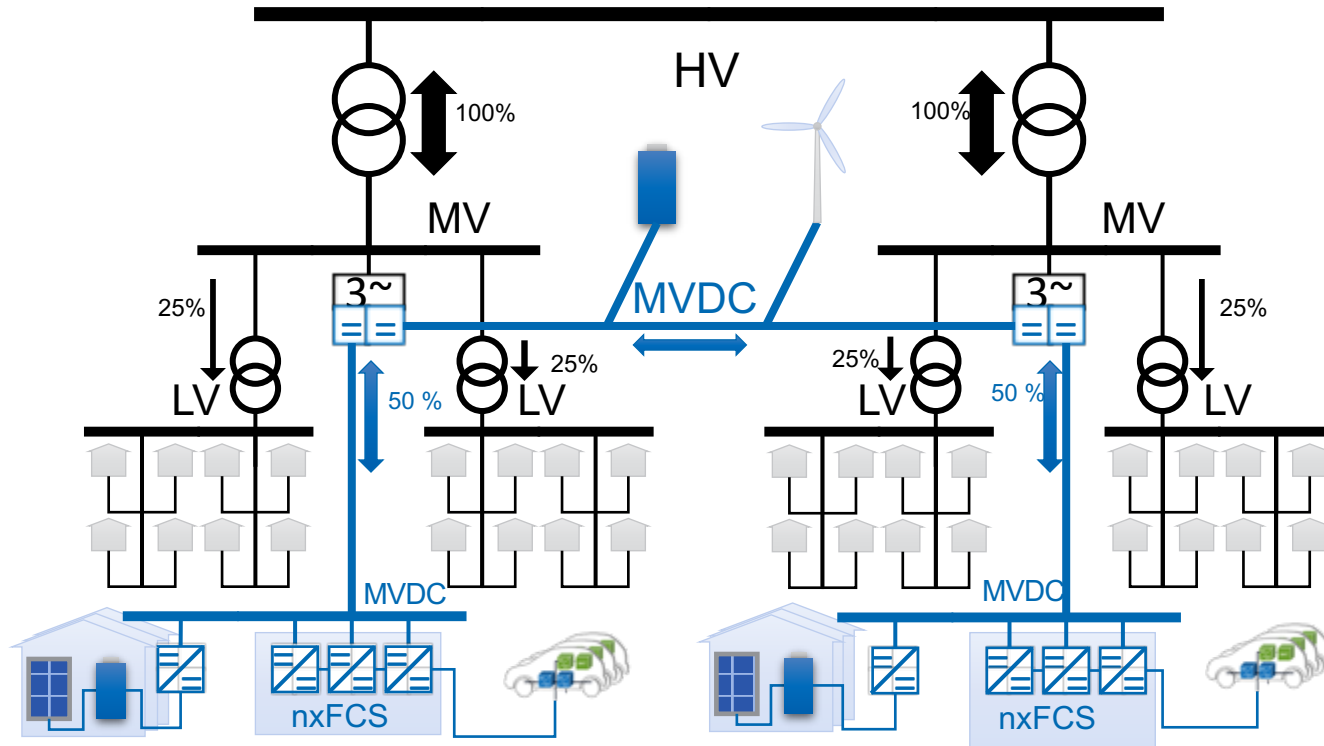 HV
100%
100%
MV
MV
3~
3~
25%
MVDC
25%
25%
25%
LV
50 %
LV
LV
50 %
LV
MVDC
MVDC
nxFCS
nxFCS